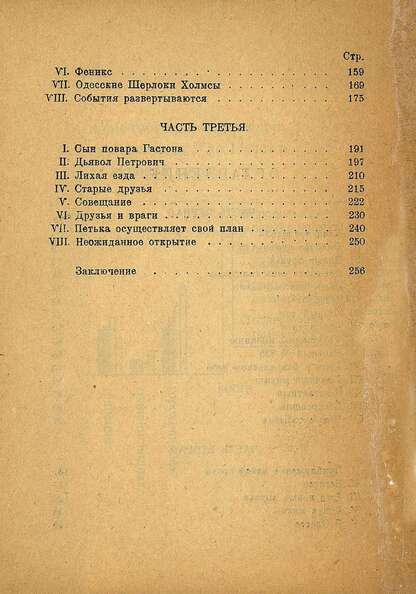 Стр.
VI. Феникс . . . . . . . . . . . . . . . 159
VII. Одесские Шерлоки Холмсы . . . . . . . . . 169
VIII. События развертываются . . . . . . . . . . 175
ЧАСТЬ ТРЕТЬЯ.
I. Сын повара Гастона . . . . . . . . . . . . 191
II. Дьявол Петрович . . . . . . . . . . . . . 197
III. Лихая езда . . . . . . . . . . . . . . . 210
IV. Старые друзья . . . . . . . . . . . . . . 215
V. Совещание . . . . . . . . . . . . . . . . 222
VI. Друзья и враги . . . . . . . . . . . . . 230
VII. Петька осуществляет свой план . . . . . . . 240
VIII. Неожиданное открытие . . . . . . . . . . 250
Заключение . . . . . . . . . . . . . . . 256